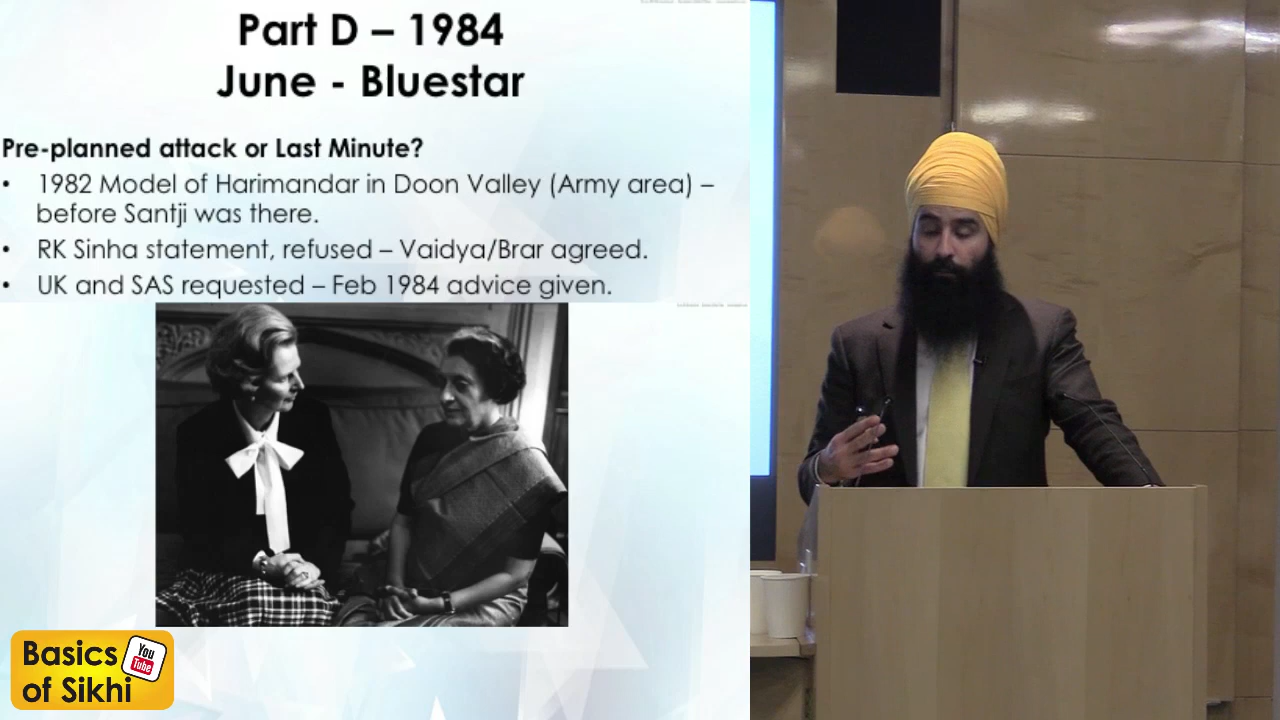 Part D – 1984
June - Bluestar
Pre-planned attack or Last Minute?
• 1982 Model of Harimandar in Doon Valley (Army area) –
before Santji was there.
• RK Sinha statement, refused – Vaidya/Brar agreed.
• UK and SAS requested – Feb 1984 advice given.
Basics
of Sikhi
You
Tube